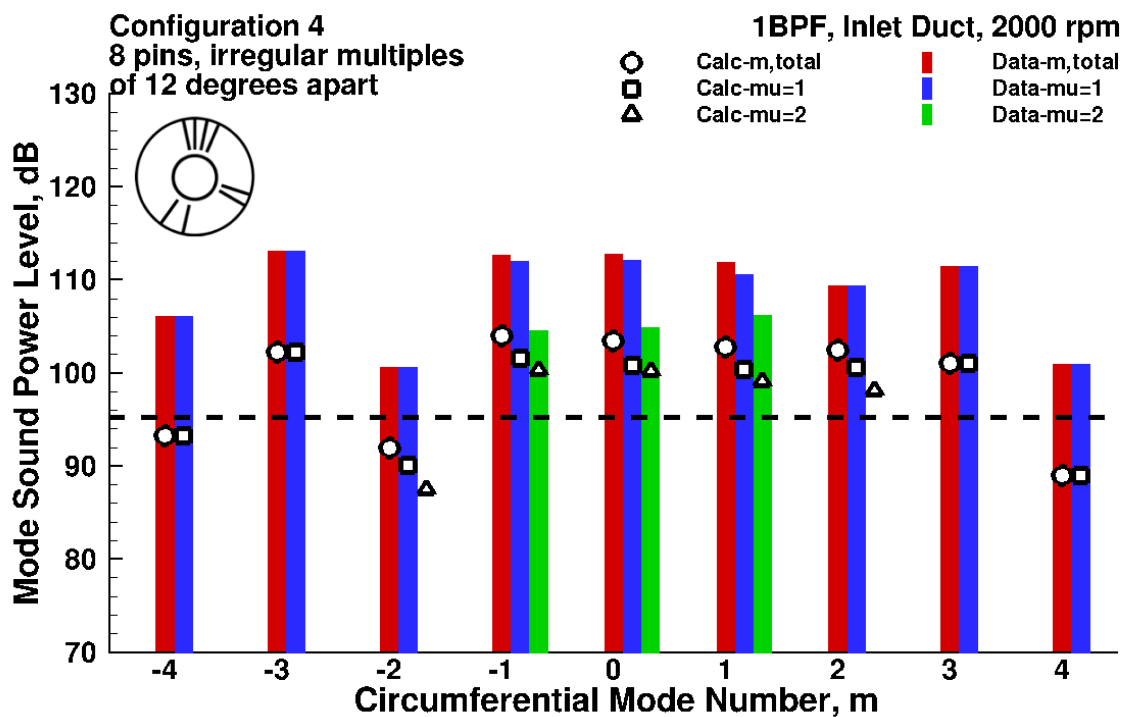 Configuration 4
8 pins, irregular multiples
of 12 degrees apart
1BPF, Inlet Duct, 2000 rpm
Calc-m,total
Data-m,total
Calc-mu=1
Data-mu=1
Calc-mu=2
Data-mu=2
Mode Sound Power Level, dB
130
120
110
100
90
80
70
-4 -3 -2 -1 0 1 2 3 4
Circumferential Mode Number, m